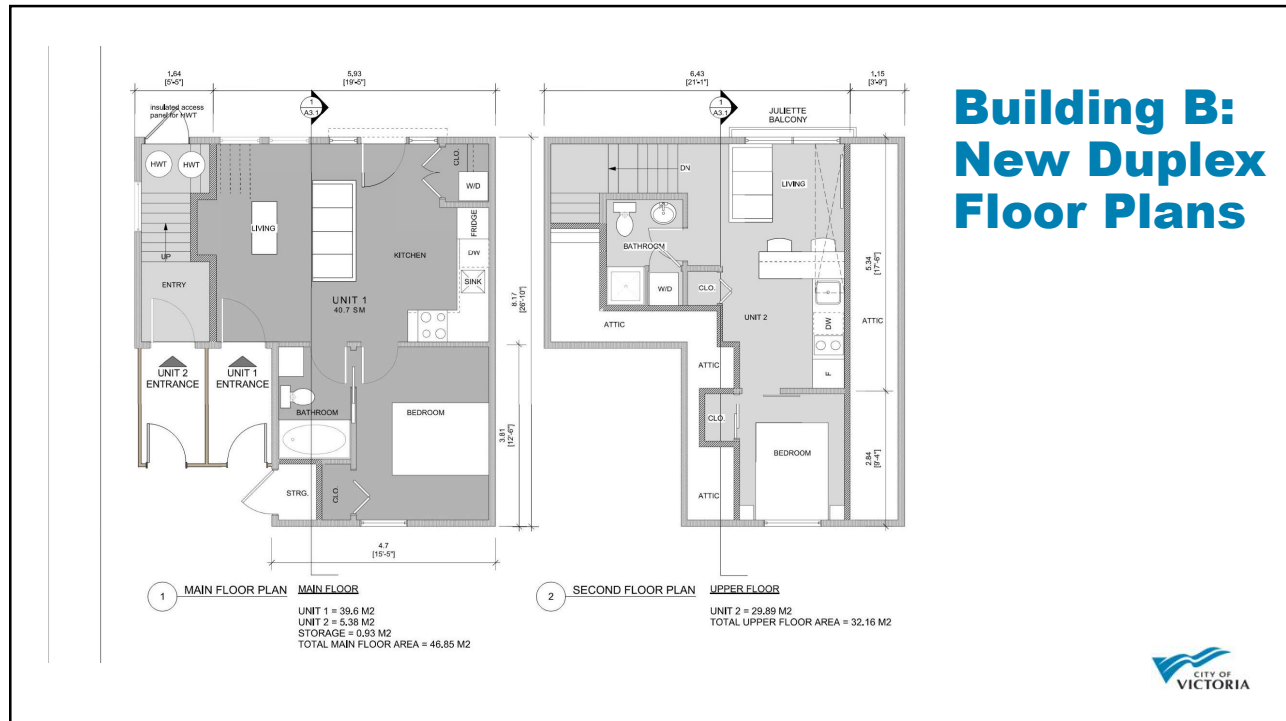 Building B:
New Duplex
Floor Plans
1.64
[5'-5"]
5.93
[19'-5"]
insulated access
panel for HWT
1
A3.1
HWT
HWT
CLO.
W/D
LIVING
FRIDGE
KITCHEN
DW
SINK
UP
ENTRY
UNIT 1
40.7 SM
8.17
[26'-10"]
UNIT 2
ENTRANCE
UNIT 1
ENTRANCE
BATHROOM
BEDROOM
3.81
[12'-6"]
STRG.
CLO.
4.7
[15'-5"]
1
MAIN FLOOR PLAN
MAIN FLOOR
UNIT 1 = 39.6 M2
UNIT 2 = 5.38 M2
STORAGE = 0.93 M2
TOTAL MAIN FLOOR AREA = 46.85 M2
6.43
[21'-1"]
1.15
[3'-9"]
1
A3.1
JULIETTE
BALCONY
DN
LIVING
BATHROOM
W/D
CLO.
5.34
[17'-6"]
ATTIC
UNIT 2
DW
ATTIC
ATTIC
F
CLO.
BEDROOM
2.84
[9'-4"]
ATTIC
2
SECOND FLOOR PLAN
UPPER FLOOR
UNIT 2 = 29.89 M2
TOTAL UPPER FLOOR AREA = 32.16 M2
CITY OF
VICTORIA